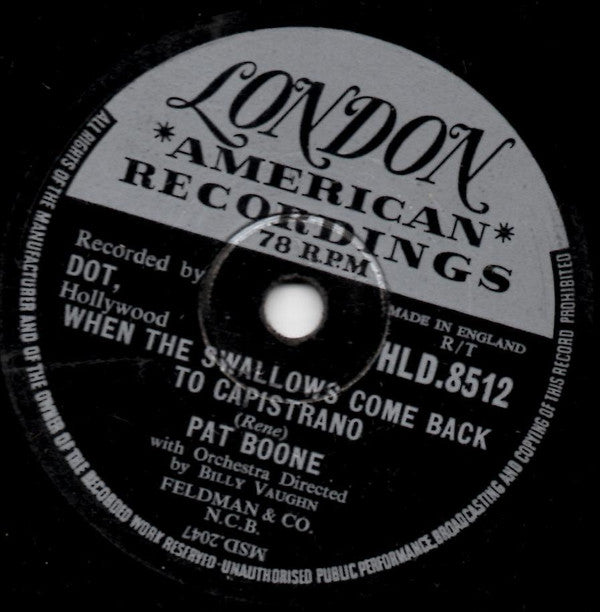 LONDON
*AMERICAN*
RECORDINGS
78 RPM
Recorded by
DOT,
Hollywood
MADE IN ENGLAND
R/T
HLD.8512
WHEN THE SWALLOWS COME BACK
TO CAPISTRANO
(Rene)
PAT BOONE
with Orchestra Directed
by BILLY VAUGHN
FELDMAN & CO.
N.C.B.
MSD.2047
ALL RIGHTS OF THE MANUFACTURER AND OF THE OWNER OF THE RECORDED WORK RESERVED·UNAUTHORISED PUBLIC PERFORMANCE, BROADCASTING AND COPYING OF THIS RECORD PROHIBITED